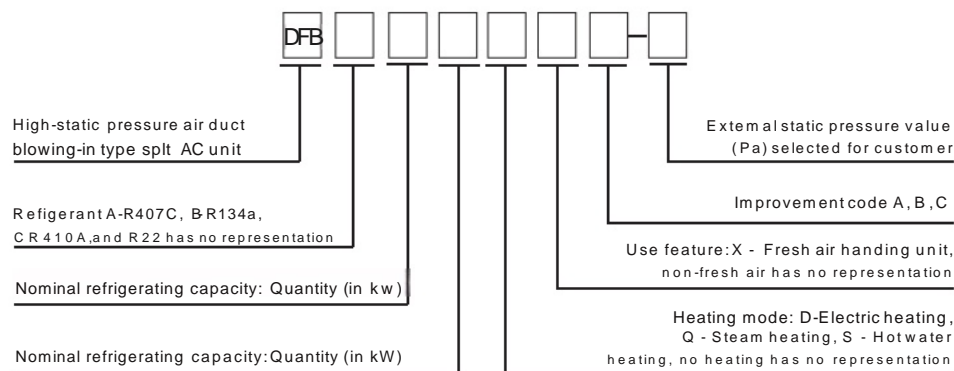 DFB
High-static pressure air duct
blowing-in type splt AC unit
Refigerant A-R407C, B-R134a,
C R410A,and R22 has no representation
Nominal refrigerating capacity: Quantity (in kw)
Nominal refrigerating capacity:Quantity (in kW)
Extemal static pressure value
(Pa) selected for customer
Improvement code A, B, C
Use feature:X - Fresh air handing unit,
non-fresh air has no representation
Heating mode: D-Electric heating,
Q - Steam heating, S - Hot water
heating, no heating has no representation